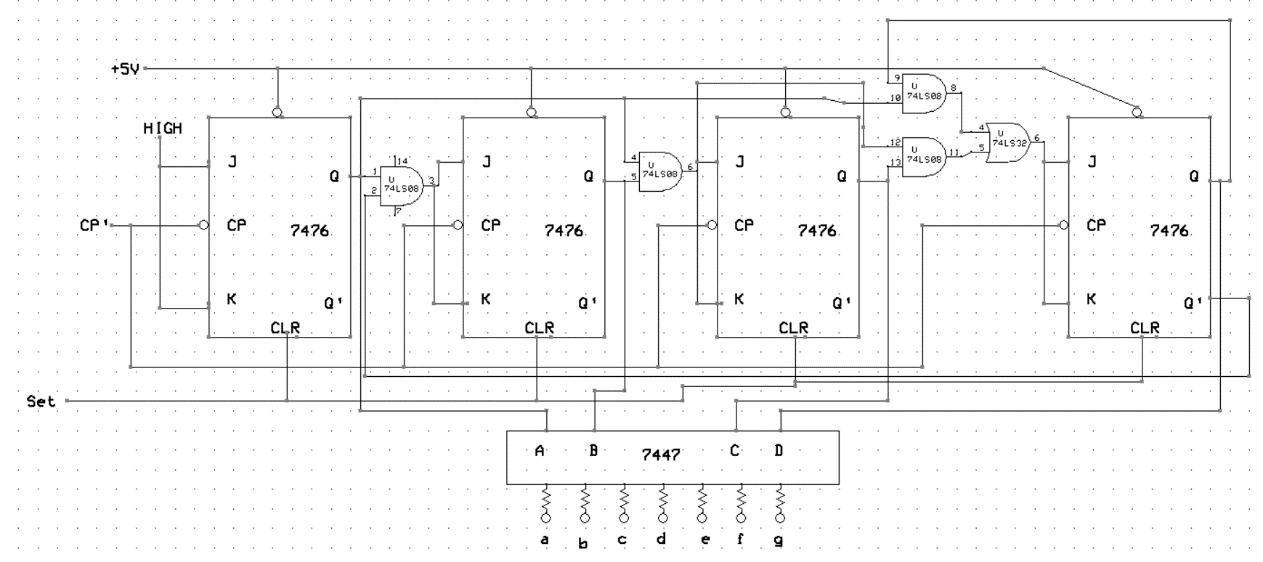 +5V
HIGH
J
Q
CP'
CP
7476
K
Q'
CLR
14
1
2
U
74LS08
3
7
J
Q
CP
7476
K
Q'
CLR
4
5
U
74LS08
6
J
Q
CP
7476
K
Q'
CLR
9
10
U
74LS08
8
12
13
U
74LS08
11
4
5
U
74LS32
6
J
Q
CP
7476
K
Q'
CLR
Set
A B 7447 C D
a b c d e f g